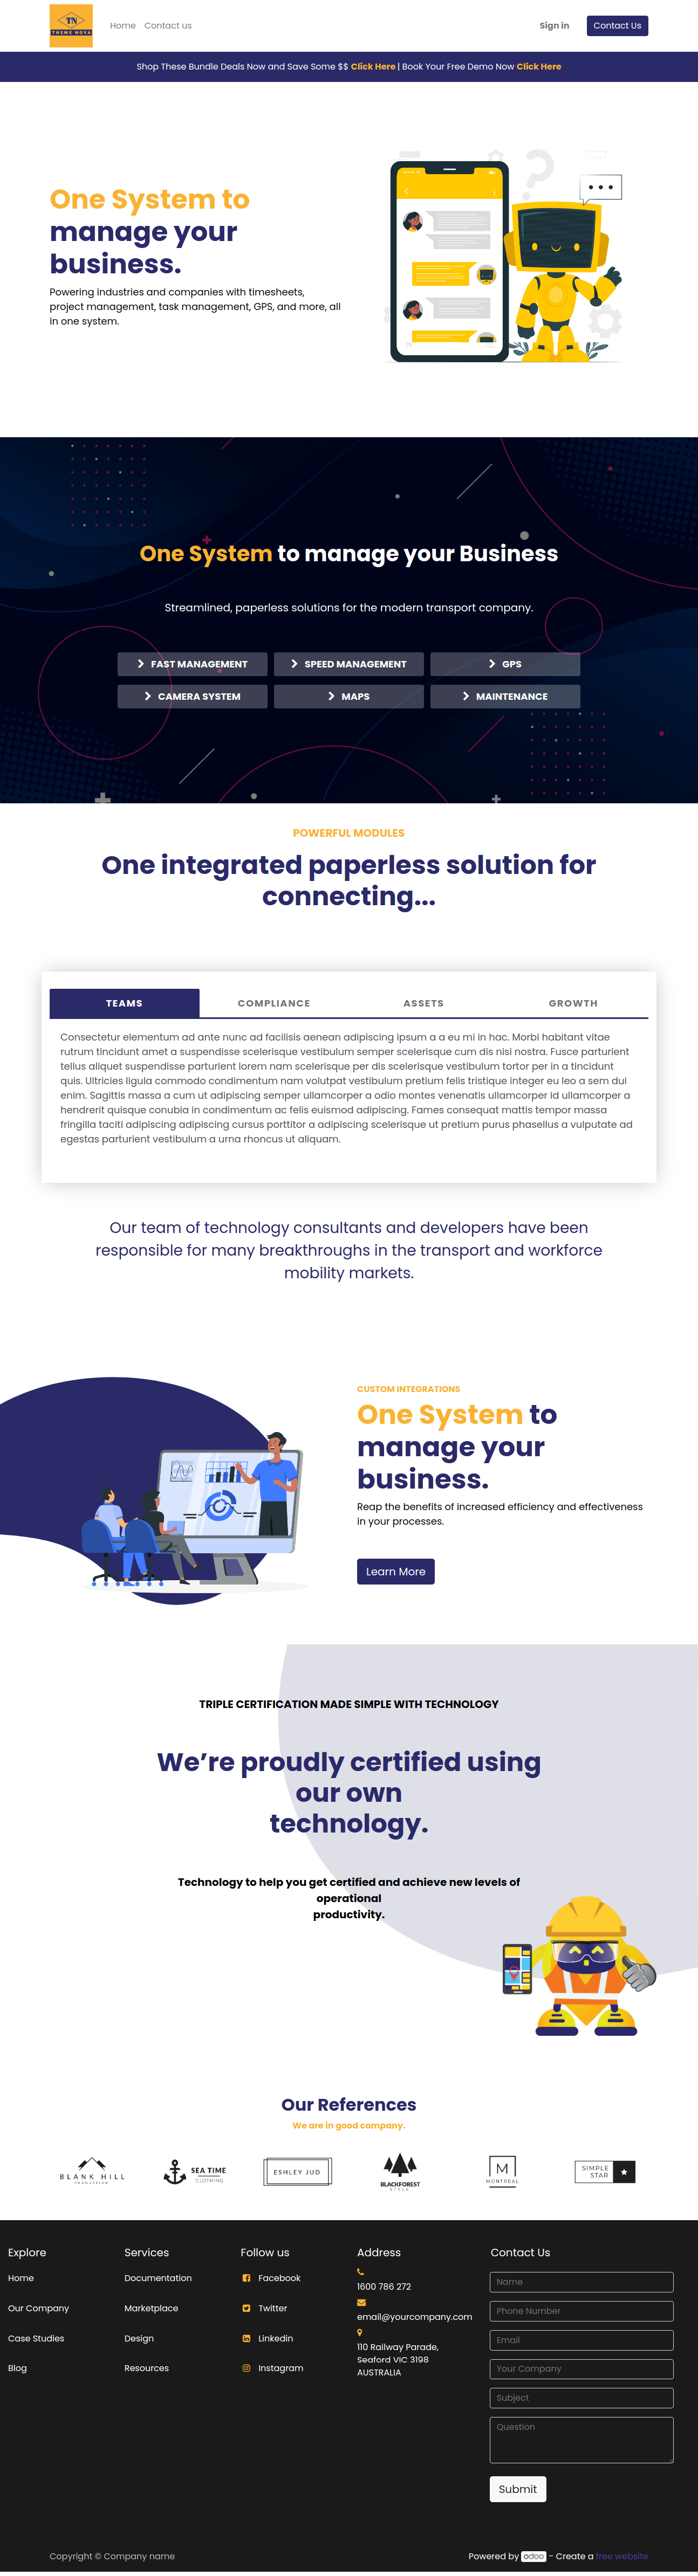 TN
THEME NOVA
Home Contact us
Sign in
Contact Us
Shop These Bundle Deals Now and Save Some $$ Click Here | Book Your Free Demo Now Click Here
One System to
manage your
business.
Powering industries and companies with timesheets,
project management, task management, GPS, and more, all
in one system.
One System to manage your Business
Streamlined, paperless solutions for the modern transport company.
FAST MANAGEMENT
SPEED MANAGEMENT
GPS
CAMERA SYSTEM
MAPS
MAINTENANCE
POWERFUL MODULES
One integrated paperless solution for
connecting...
TEAMS
COMPLIANCE
ASSETS
GROWTH
Consectetur elementum ad ante nunc ad facilisis aenean adipiscing ipsum a a eu mi in hac. Morbi habitant vitae
rutrum tincidunt amet a suspendisse scelerisque vestibulum semper scelerisque cum dis nisi nostra. Fusce parturient
tellus aliquet suspendisse parturient lorem nam scelerisque per dis scelerisque vestibulum tortor per in a tincidunt
quis. Ultricies ligula commodo condimentum nam volutpat vestibulum pretium felis tristique integer eu leo a sem dui
enim. Sagittis massa a cum ut adipiscing semper ullamcorper a odio montes venenatis ullamcorper id ullamcorper a
hendrerit quisque conubia in condimentum ac felis euismod adipiscing. Fames consequat mattis tempor massa
fringilla taciti adipiscing adipiscing cursus porttitor a adipiscing scelerisque ut pretium purus phasellus a vulputate ad
egestas parturient vestibulum a urna rhoncus ut aliquam.
Our team of technology consultants and developers have been
responsible for many breakthroughs in the transport and workforce
mobility markets.
CUSTOM INTEGRATIONS
One System to
manage your
business.
Reap the benefits of increased efficiency and effectiveness
in your processes.
Learn More
TRIPLE CERTIFICATION MADE SIMPLE WITH TECHNOLOGY
We’re proudly certified using
our own
technology.
Technology to help you get certified and achieve new levels of
operational
productivity.
Our References
We are in good company.
BLANK HILL
PRODUCTION
SEA TIME
CLOTHING
ESHLEY JUD
BLACKFOREST
STYLE
M
MONTREAL
SIMPLE
STAR
Explore
Home
Our Company
Case Studies
Blog
Services
Documentation
Marketplace
Design
Resources
Follow us
Facebook
Twitter
Linkedin
Instagram
Address
1600 786 272
email@yourcompany.com
110 Railway Parade,
Seaford VIC 3198
AUSTRALIA
Contact Us
Name
Phone Number
Email
Your Company
Subject
Question
Submit
Copyright © Company name
Powered by odoo - Create a free website